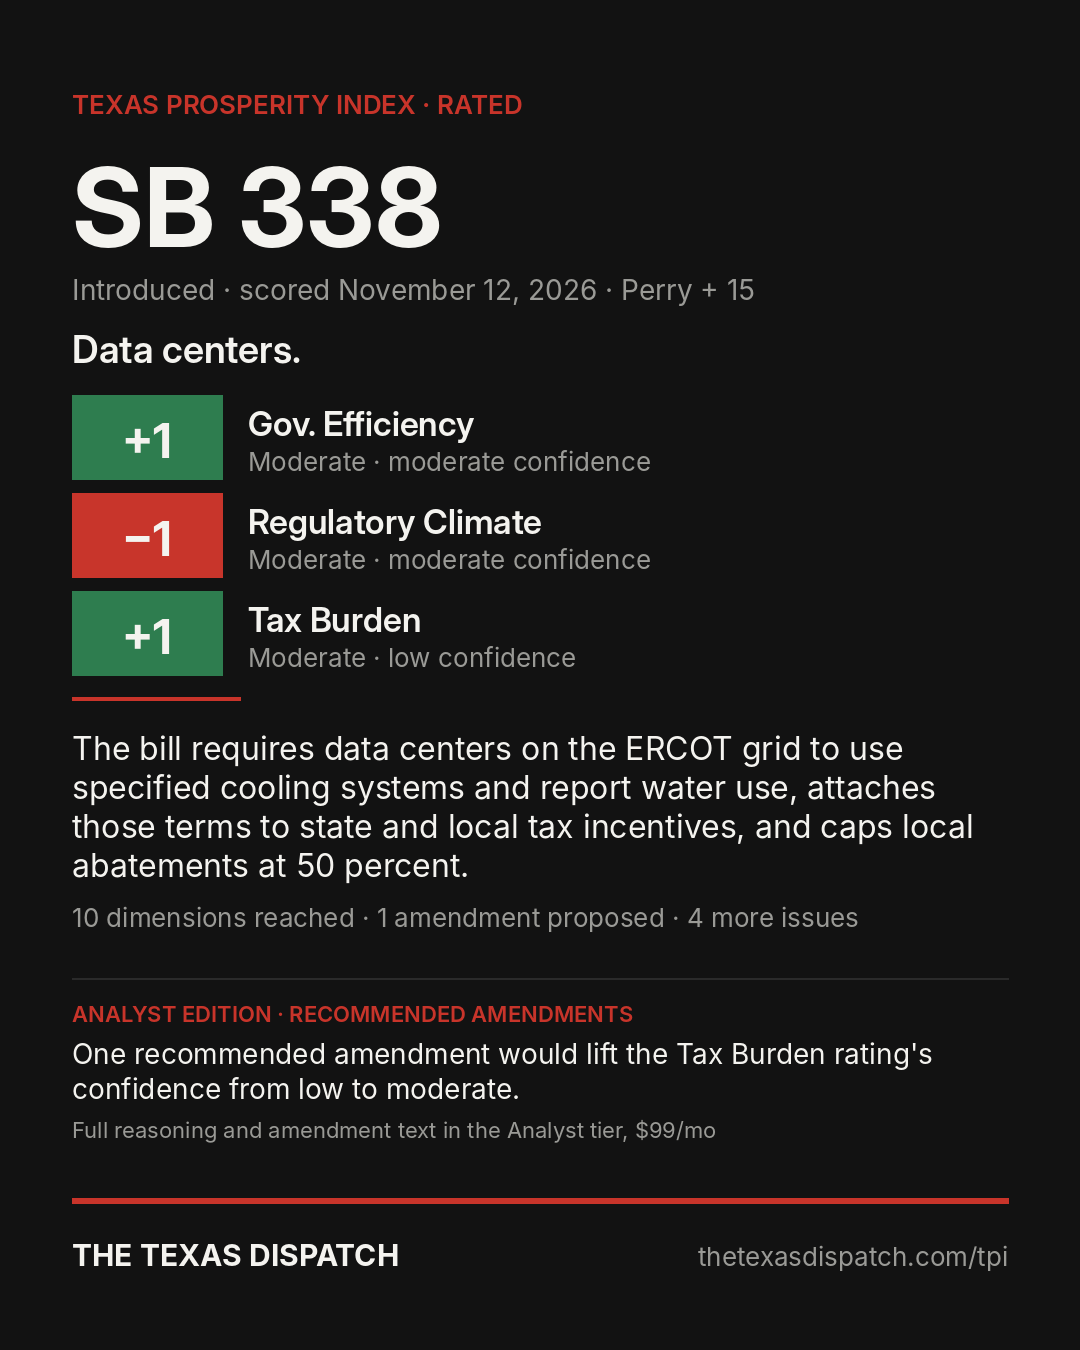 TEXAS PROSPERITY INDEX · RATED
SB 338
Introduced · scored November 12, 2026 · Perry + 15
Data centers.
+1
Gov. Efficiency
Moderate · moderate confidence
−1
Regulatory Climate
Moderate · moderate confidence
+1
Tax Burden
Moderate · low confidence
The bill requires data centers on the ERCOT grid to use
specified cooling systems and report water use, attaches
those terms to state and local tax incentives, and caps local
abatements at 50 percent.
10 dimensions reached · 1 amendment proposed · 4 more issues
ANALYST EDITION · RECOMMENDED AMENDMENTS
One recommended amendment would lift the Tax Burden rating's
confidence from low to moderate.
Full reasoning and amendment text in the Analyst tier, $99/mo
THE TEXAS DISPATCH
thetexasdispatch.com/tpi